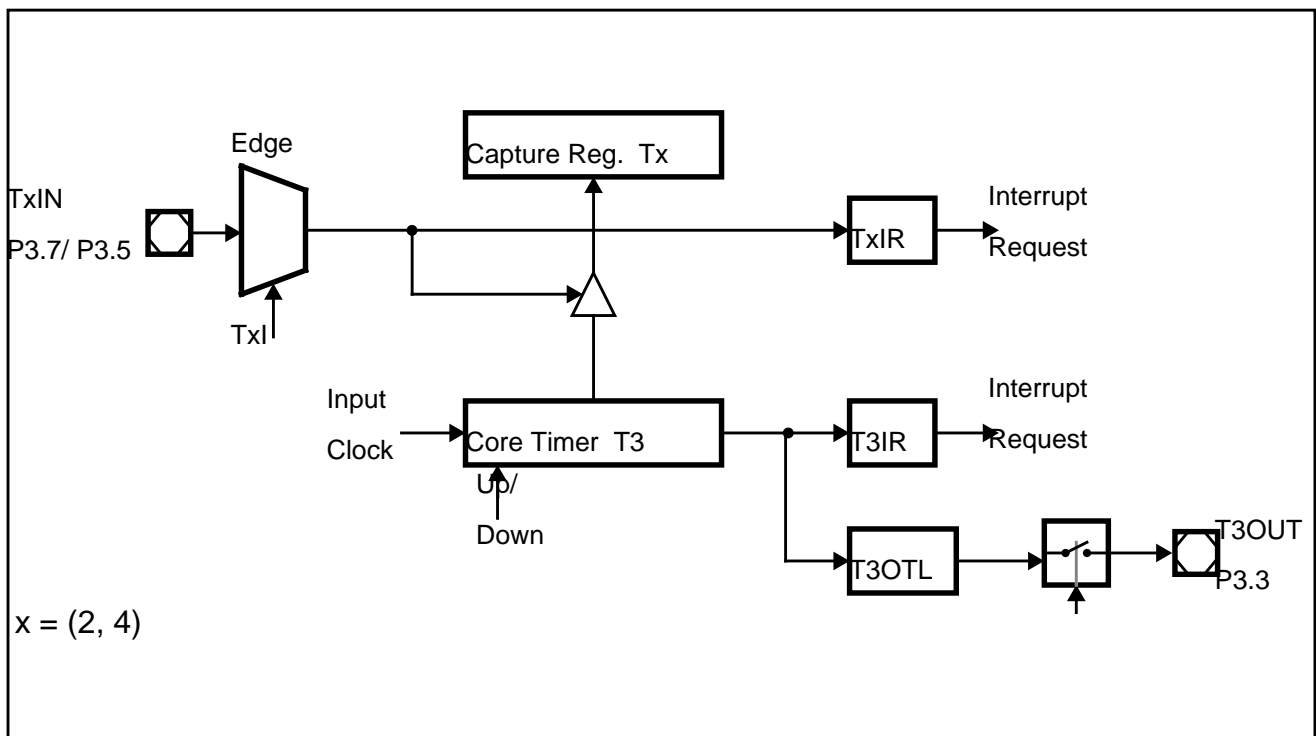 Edge
Capture Reg. Tx
TxIN
P3.7/ P3.5
TxIR
Interrupt
Request
TxI
Input
Clock
Core Timer T3
T3IR
Interrupt
Request
Up/
Down
T3OTL
T3OUT
P3.3
x = (2, 4)